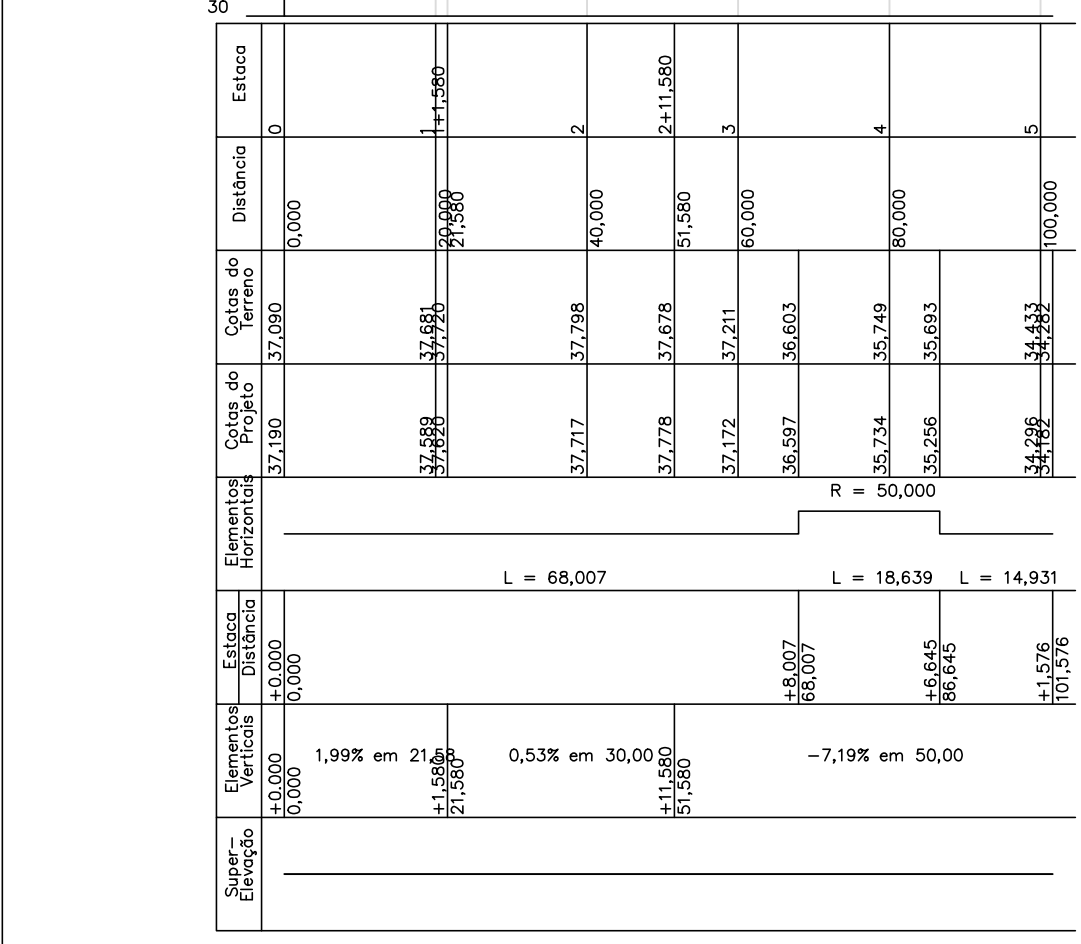 30
Estaca
0
1
1+1,580
2
2+11,580
3
4
5
Distância
0,000
20,000
21,580
40,000
51,580
60,000
80,000
100,000
Cotas do
Terreno
37,090
37,681
37,720
37,798
37,678
37,211
36,603
35,749
35,693
34,433
34,282
Cotas do
Projeto
37,190
37,589
37,620
37,717
37,778
37,172
36,597
35,734
35,256
34,296
34,182
Elementos
Horizontais
R = 50,000
L = 68,007
L = 18,639
L = 14,931
Estaca
Distância
+0.000
0,000
+8,007
68,007
+6,645
86,645
+1,576
101,576
Elementos
Verticais
+0.000
0,000
1,99% em 21,58
+1,580
21,580
0,53% em 30,00
+11,580
51,580
-7,19% em 50,00
Super-
Elevação